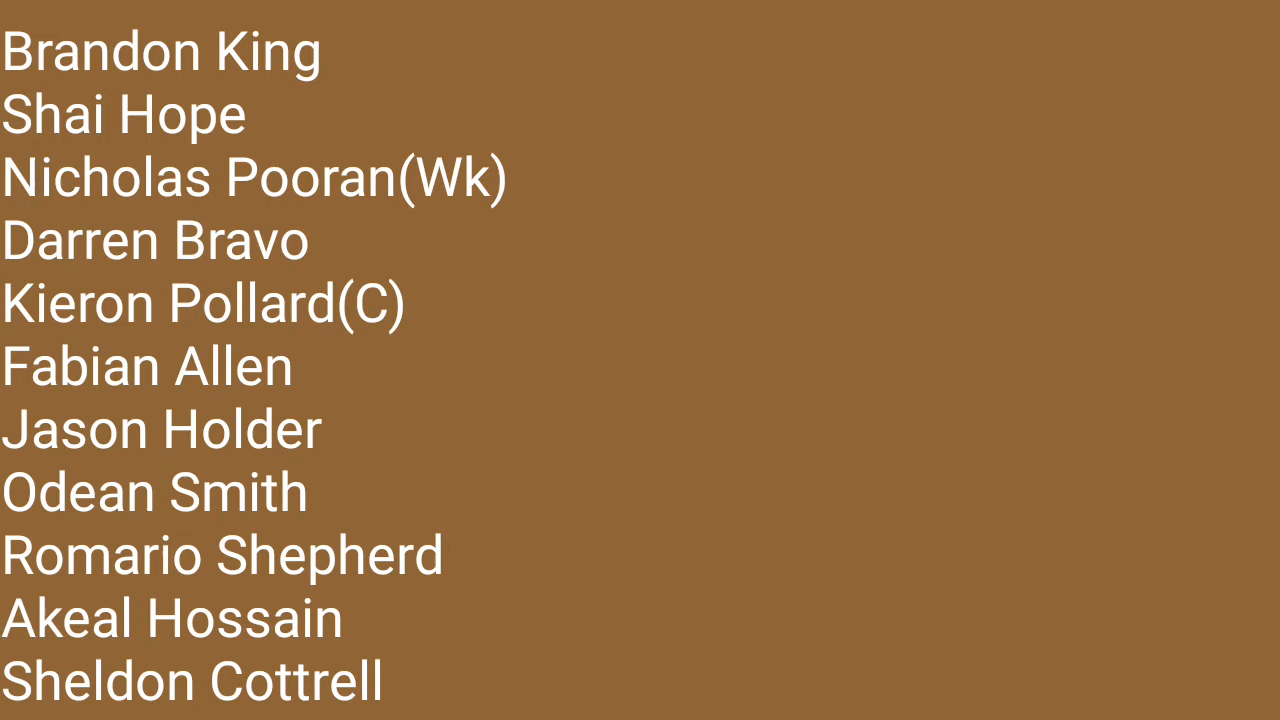 Brandon King
Shai Hope
Nicholas Pooran(Wk)
Darren Bravo
Kieron Pollard(C)
Fabian Allen
Jason Holder
Odean Smith
Romario Shepherd
Akeal Hossain
Sheldon Cottrell